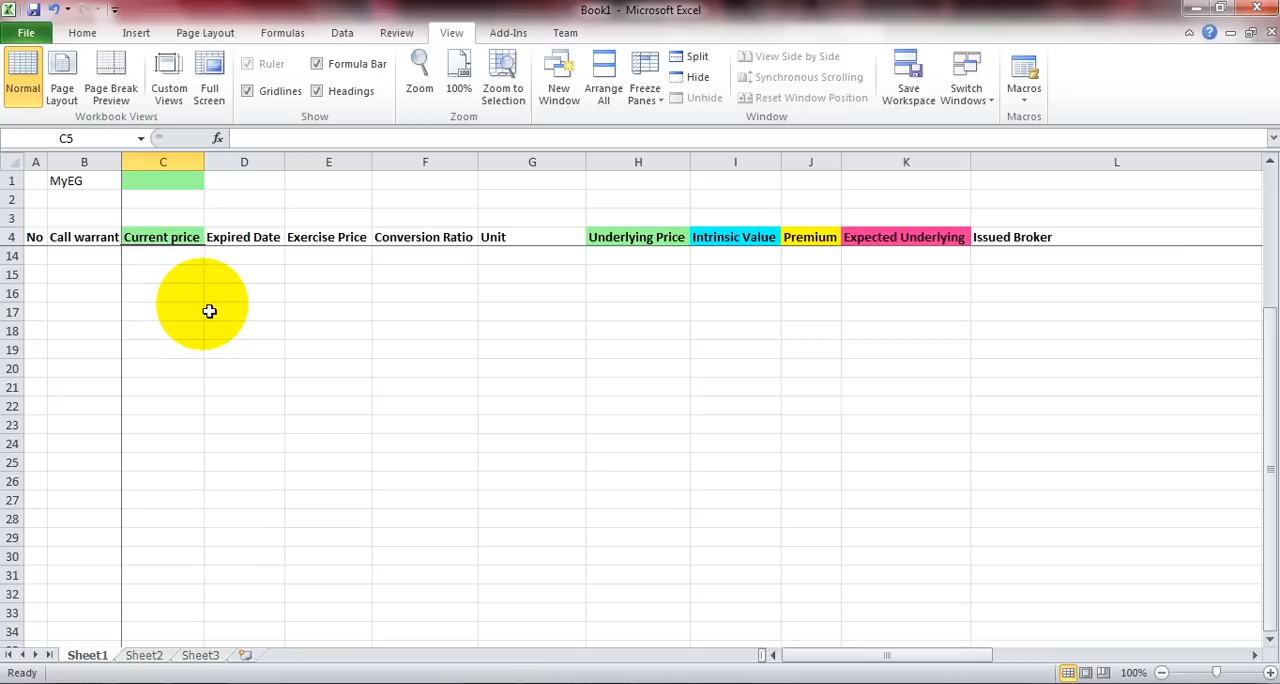 Book1 - Microsoft Excel
File Home Insert Page Layout Formulas Data Review View Add-Ins Team
Normal Page Layout Page Break Preview Custom Views Full Screen
Ruler Formula Bar
Gridlines Headings
Zoom 100% Zoom to Selection
New Window Arrange All Freeze Panes
Split
Hide
Unhide
View Side by Side
Synchronous Scrolling
Reset Window Position
Save Workspace Switch Windows Macros
Workbook Views Show Zoom Window Macros
C5 fx
A B C D E F G H I J K L
1 MyEG
2
3
4 No Call warrant Current price Expired Date Exercise Price Conversion Ratio Unit Underlying Price Intrinsic Value Premium Expected Underlying Issued Broker
14
15
16
17
18
19
20
21
22
23
24
25
26
27
28
29
30
31
32
33
34
Sheet1 Sheet2 Sheet3
Ready 100%